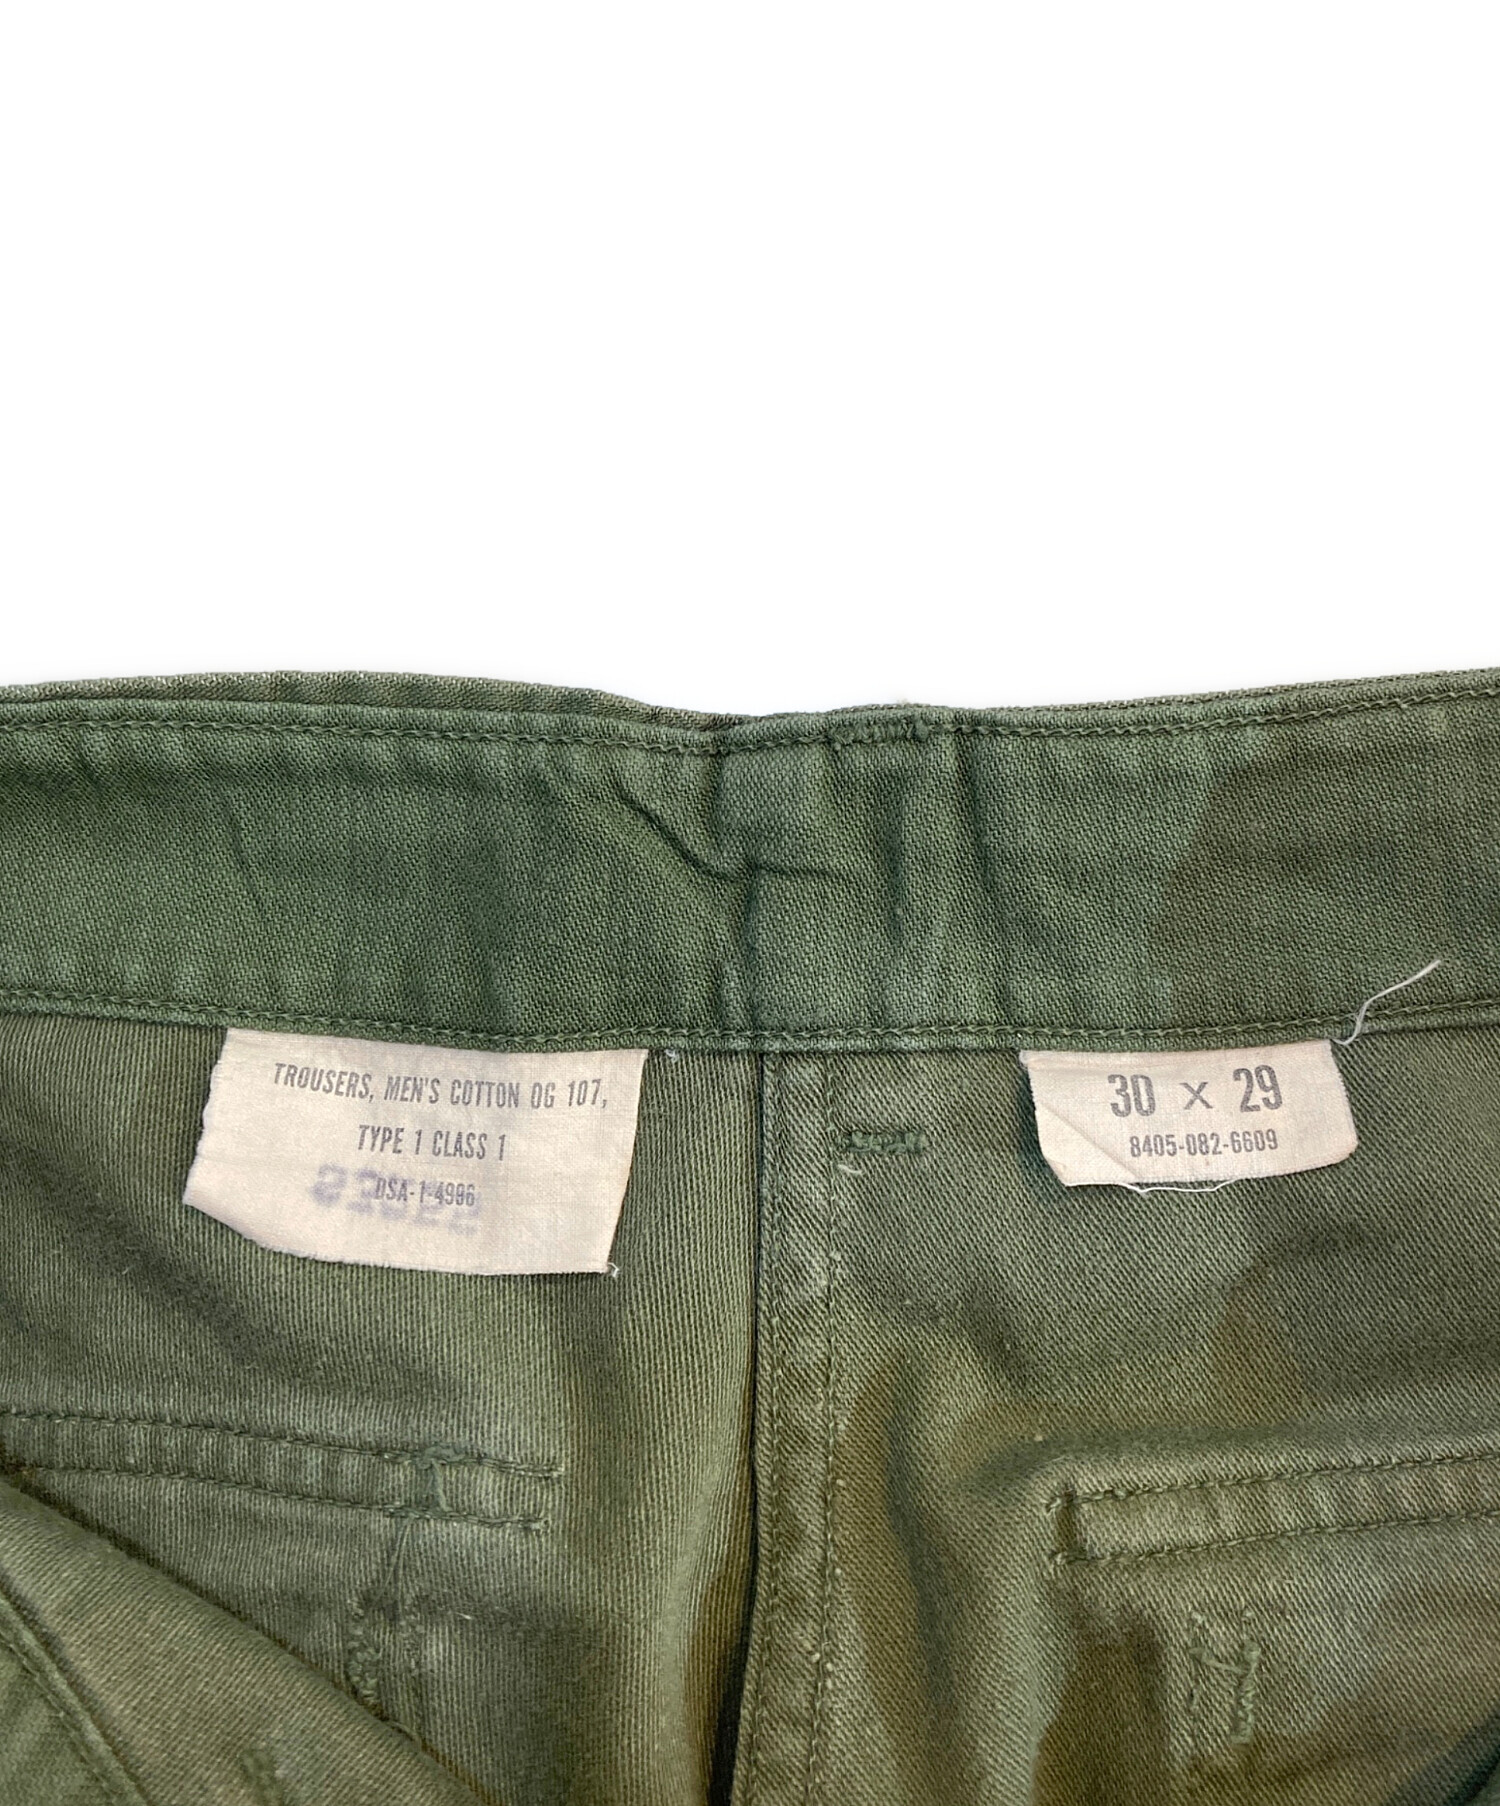 TROUSERS, MEN'S COTTON OG 107,
TYPE 1 CLASS 1
DSA-1-4996
30 x 29
8405-082-6609